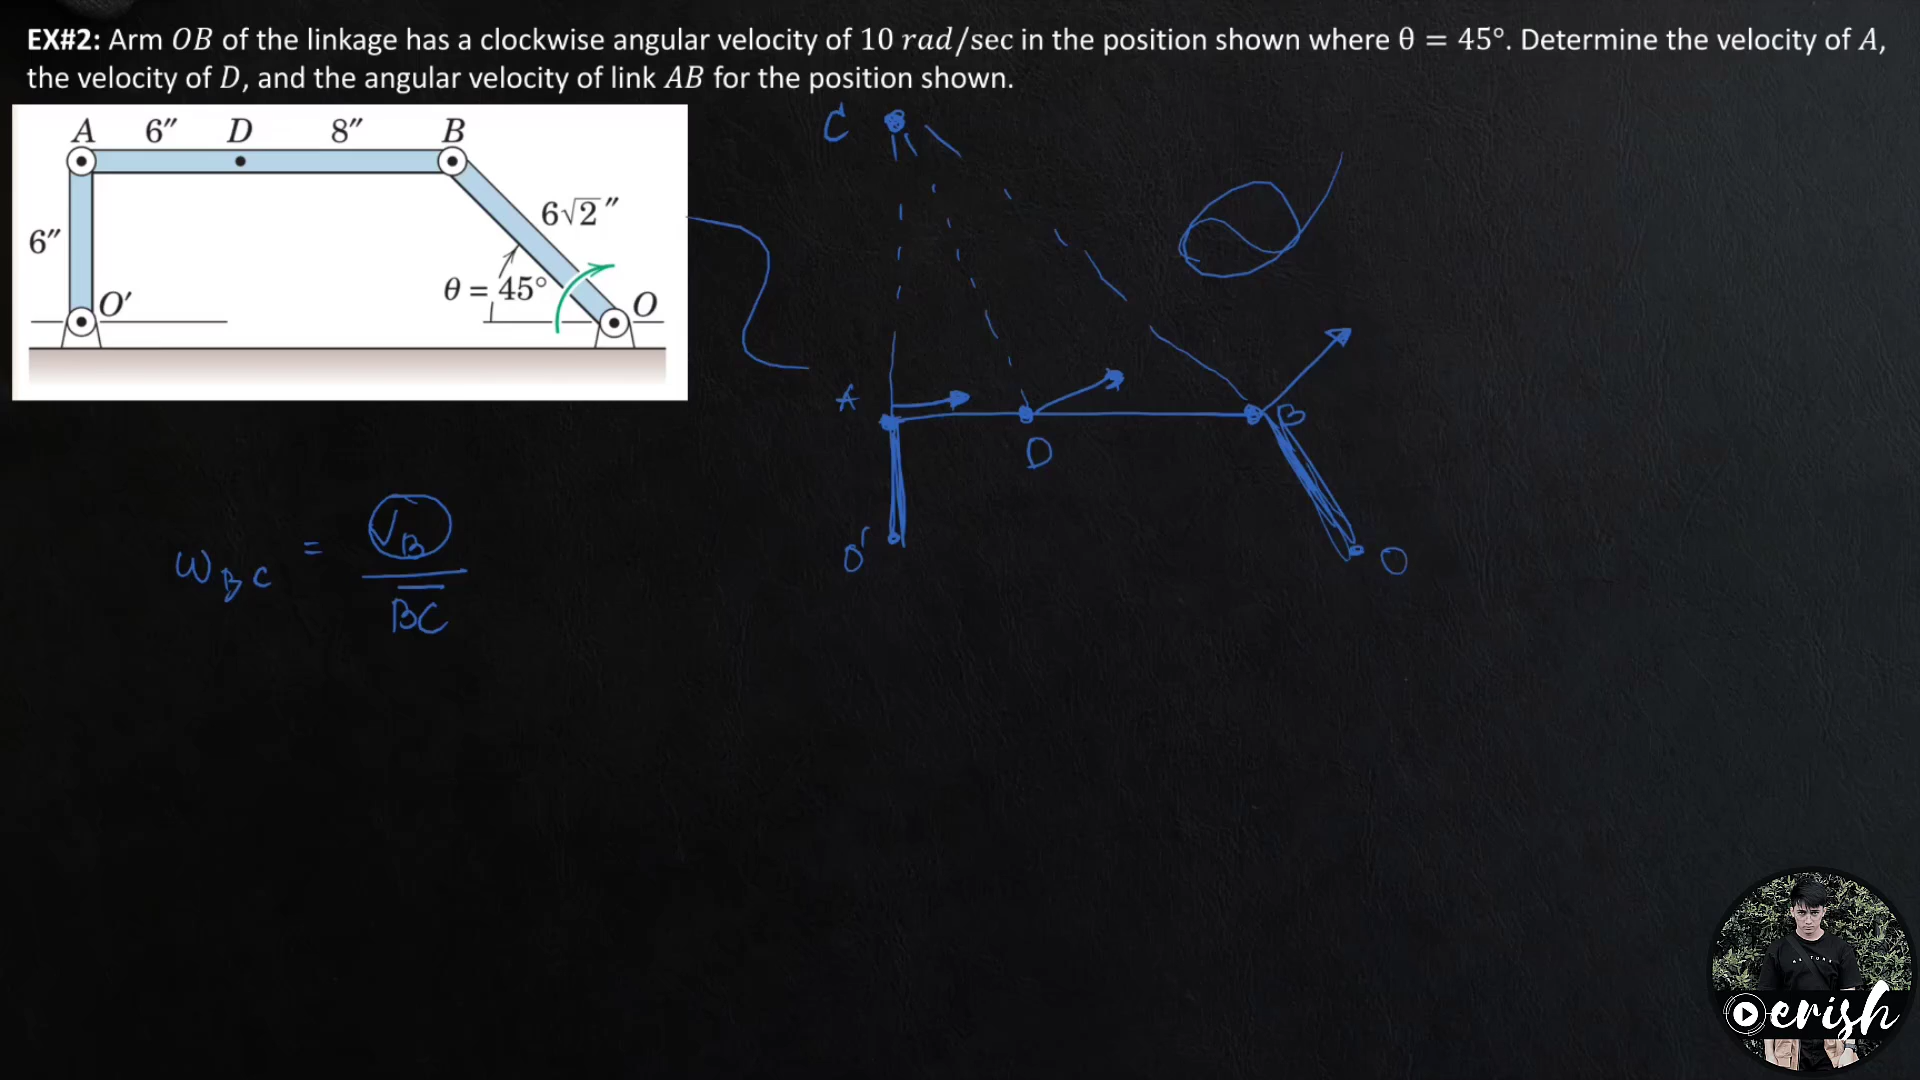 EX#2: Arm OB of the linkage has a clockwise angular velocity of 10 rad/sec in the position shown where θ = 45°. Determine the velocity of A,
the velocity of D, and the angular velocity of link AB for the position shown.
A 6″ D 8″ B
6√2″
6″
θ = 45°
O′ O
C
A
D
B
O′ O
ω_BC = V_B / B̅C̅
erish